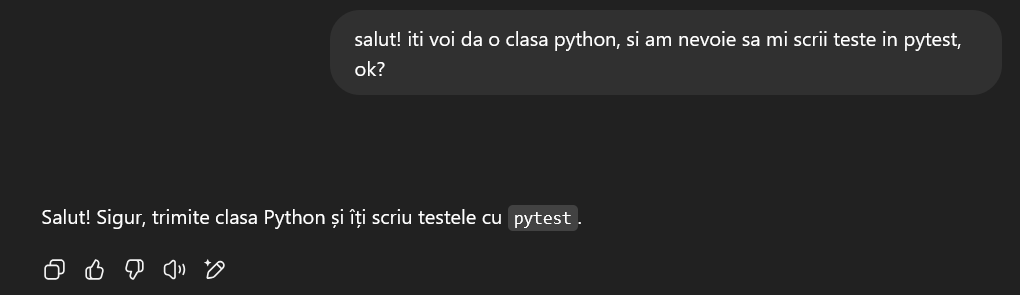 salut! iti voi da o clasa python, si am nevoie sa mi scrii teste in pytest,
ok?
Salut! Sigur, trimite clasa Python și îți scriu testele cu pytest.